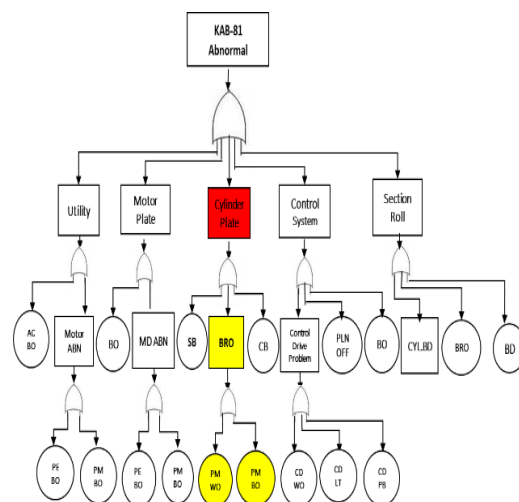 KAB-81
Abnormal
Utility
Motor
Plate
Cylinder
Plate
Control
System
Section
Roll
AC
BO
Motor
ABN
BO
MD ABN
SB
BRO
CB
Control
Drive
Problem
PLN
OFF
BO
CYL.BD
BRO
BD
PE
BO
PM
BO
PE
BO
PM
BO
PM
WO
PM
BO
CD
WO
CD
LT
CD
PB